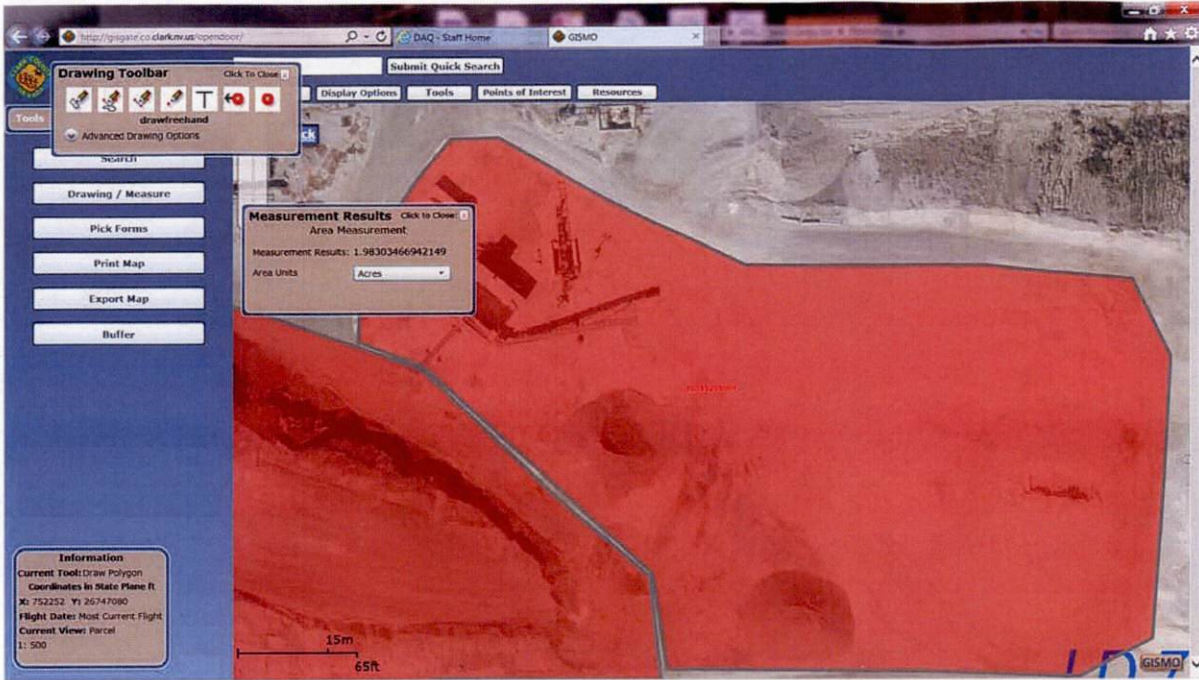 http://gisgate.co.clark.nv.us/opendoor/
DAQ - Staff Home
GISMO
Drawing Toolbar
Click To Close
Submit Quick Search
Display Options
Tools
Points of Interest
Resources
Tools
drawfreehand
Advanced Drawing Options
Search
Drawing / Measure
Pick Forms
Print Map
Export Map
Buffer
Measurement Results
Click to Close:
Area Measurement
Measurement Results: 1.98303466942149
Area Units
Acres
Information
Current Tool: Draw Polygon
Coordinates in State Plane ft
X: 752252 Y: 26747080
Flight Date: Most Current Flight
Current View: Parcel
1: 500
15m
65ft
GISMO